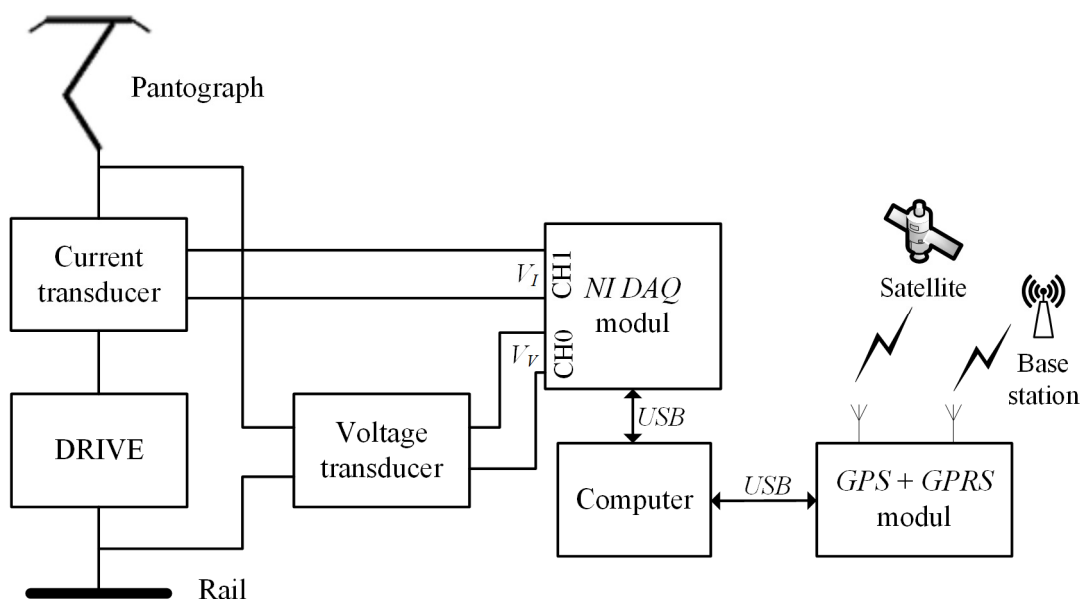 Pantograph
Current
transducer
V_I
CH1
NI DAQ
modul
V_V
CH0
Satellite
Base
station
DRIVE
Voltage
transducer
USB
Computer
USB
GPS + GPRS
modul
Rail